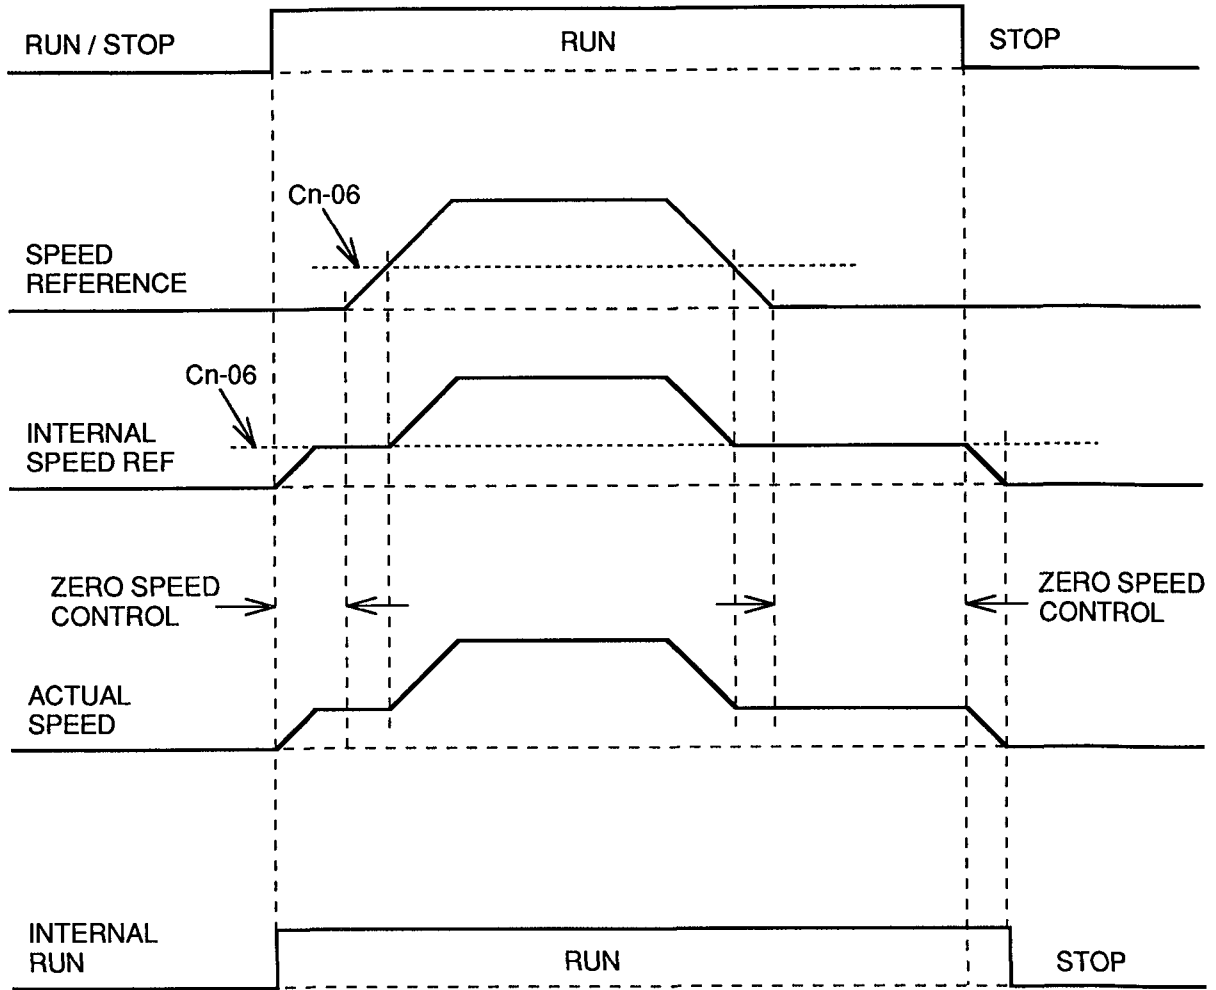 RUN / STOP
RUN
STOP
Cn-06
SPEED
REFERENCE
Cn-06
INTERNAL
SPEED REF
ZERO SPEED
CONTROL
ZERO SPEED
CONTROL
ACTUAL
SPEED
INTERNAL
RUN
RUN
STOP